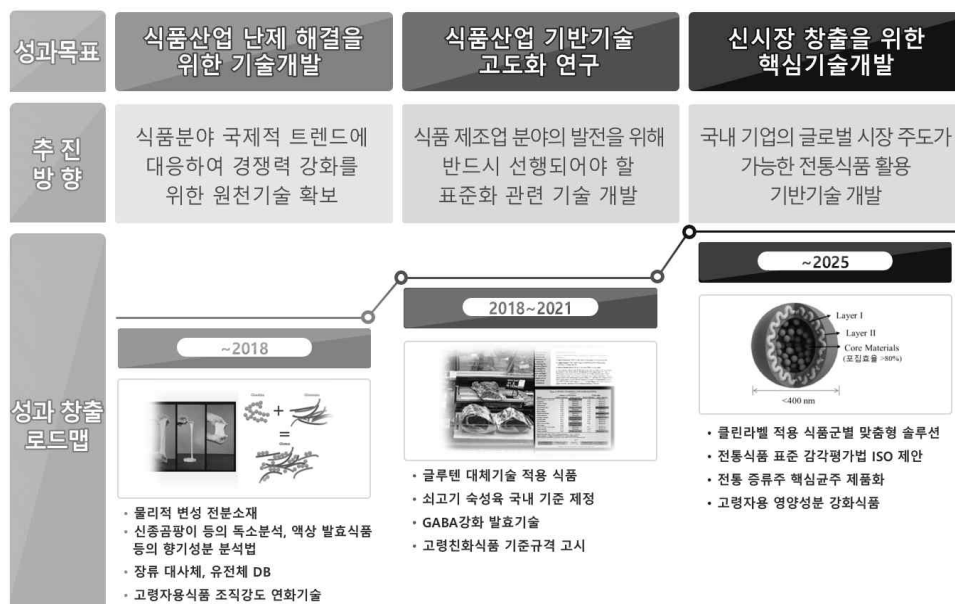 성과목표
식품산업 난제 해결을
위한 기술개발
식품산업 기반기술
고도화 연구
신시장 창출을 위한
핵심기술개발
추 진
방 향
식품분야 국제적 트렌드에
대응하여 경쟁력 강화를
위한 원천기술 확보
식품 제조업 분야의 발전을 위해
반드시 선행되어야 할
표준화 관련 기술 개발
국내 기업의 글로벌 시장 주도가
가능한 전통식품 활용
기반기술 개발
성과 창출
로드맵
~2018
+
=
• 물리적 변성 전분소재
• 신종곰팡이 등의 독소분석, 액상 발효식품
등의 향기성분 분석법
• 장류 대사체, 유전체 DB
• 고령자용식품 조직강도 연화기술
2018~2021
• 글루텐 대체기술 적용 식품
• 쇠고기 숙성육 국내 기준 제정
• GABA강화 발효기술
• 고령친화식품 기준규격 고시
~2025
Layer I
Layer II
Core Materials
(포집효율 >80%)
<400 nm
• 클린라벨 적용 식품군별 맞춤형 솔루션
• 전통식품 표준 감각평가법 ISO 제안
• 전통 증류주 핵심균주 제품화
• 고령자용 영양성분 강화식품